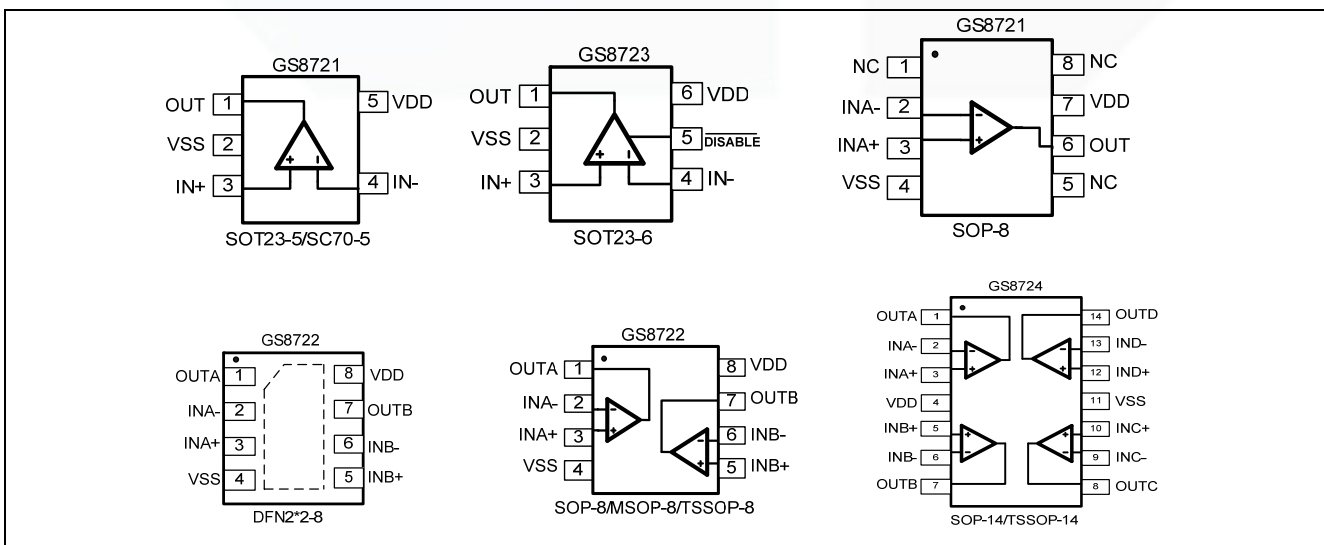 GS8721
OUT 1
VSS 2
IN+ 3
5 VDD
4 IN-
SOT23-5/SC70-5
GS8723
OUT 1
VSS 2
IN+ 3
6 VDD
5 DISABLE
4 IN-
SOT23-6
GS8721
NC 1
INA- 2
INA+ 3
VSS 4
8 NC
7 VDD
6 OUT
5 NC
SOP-8
GS8722
OUTA 1
INA- 2
INA+ 3
VSS 4
8 VDD
7 OUTB
6 INB-
5 INB+
DFN2*2-8
GS8722
OUTA 1
INA- 2
INA+ 3
VSS 4
8 VDD
7 OUTB
6 INB-
5 INB+
SOP-8/MSOP-8/TSSOP-8
GS8724
OUTA 1
INA- 2
INA+ 3
VDD 4
INB+ 5
INB- 6
OUTB 7
14 OUTD
13 IND-
12 IND+
11 VSS
10 INC+
9 INC-
8 OUTC
SOP-14/TSSOP-14